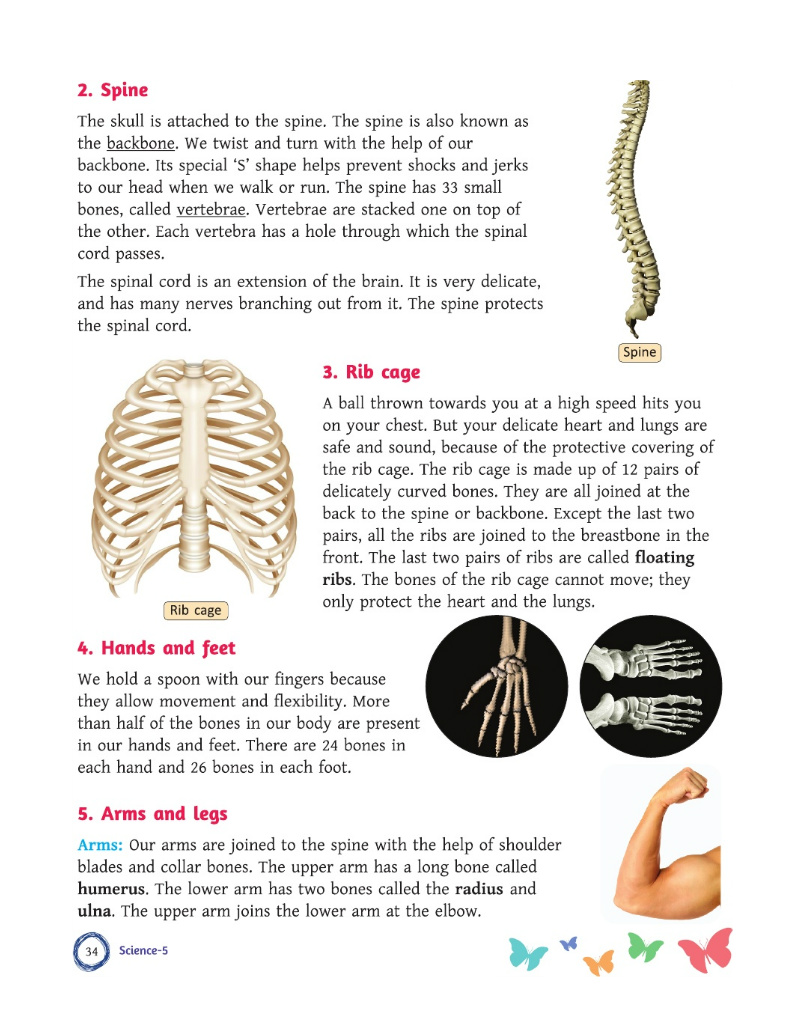 2. Spine
The skull is attached to the spine. The spine is also known as
the backbone. We twist and turn with the help of our
backbone. Its special ‘S’ shape helps prevent shocks and jerks
to our head when we walk or run. The spine has 33 small
bones, called vertebrae. Vertebrae are stacked one on top of
the other. Each vertebra has a hole through which the spinal
cord passes.
The spinal cord is an extension of the brain. It is very delicate,
and has many nerves branching out from it. The spine protects
the spinal cord.
Spine
3. Rib cage
A ball thrown towards you at a high speed hits you
on your chest. But your delicate heart and lungs are
safe and sound, because of the protective covering of
the rib cage. The rib cage is made up of 12 pairs of
delicately curved bones. They are all joined at the
back to the spine or backbone. Except the last two
pairs, all the ribs are joined to the breastbone in the
front. The last two pairs of ribs are called floating
ribs. The bones of the rib cage cannot move; they
only protect the heart and the lungs.
Rib cage
4. Hands and feet
We hold a spoon with our fingers because
they allow movement and flexibility. More
than half of the bones in our body are present
in our hands and feet. There are 24 bones in
each hand and 26 bones in each foot.
5. Arms and legs
Arms: Our arms are joined to the spine with the help of shoulder
blades and collar bones. The upper arm has a long bone called
humerus. The lower arm has two bones called the radius and
ulna. The upper arm joins the lower arm at the elbow.
34 Science-5